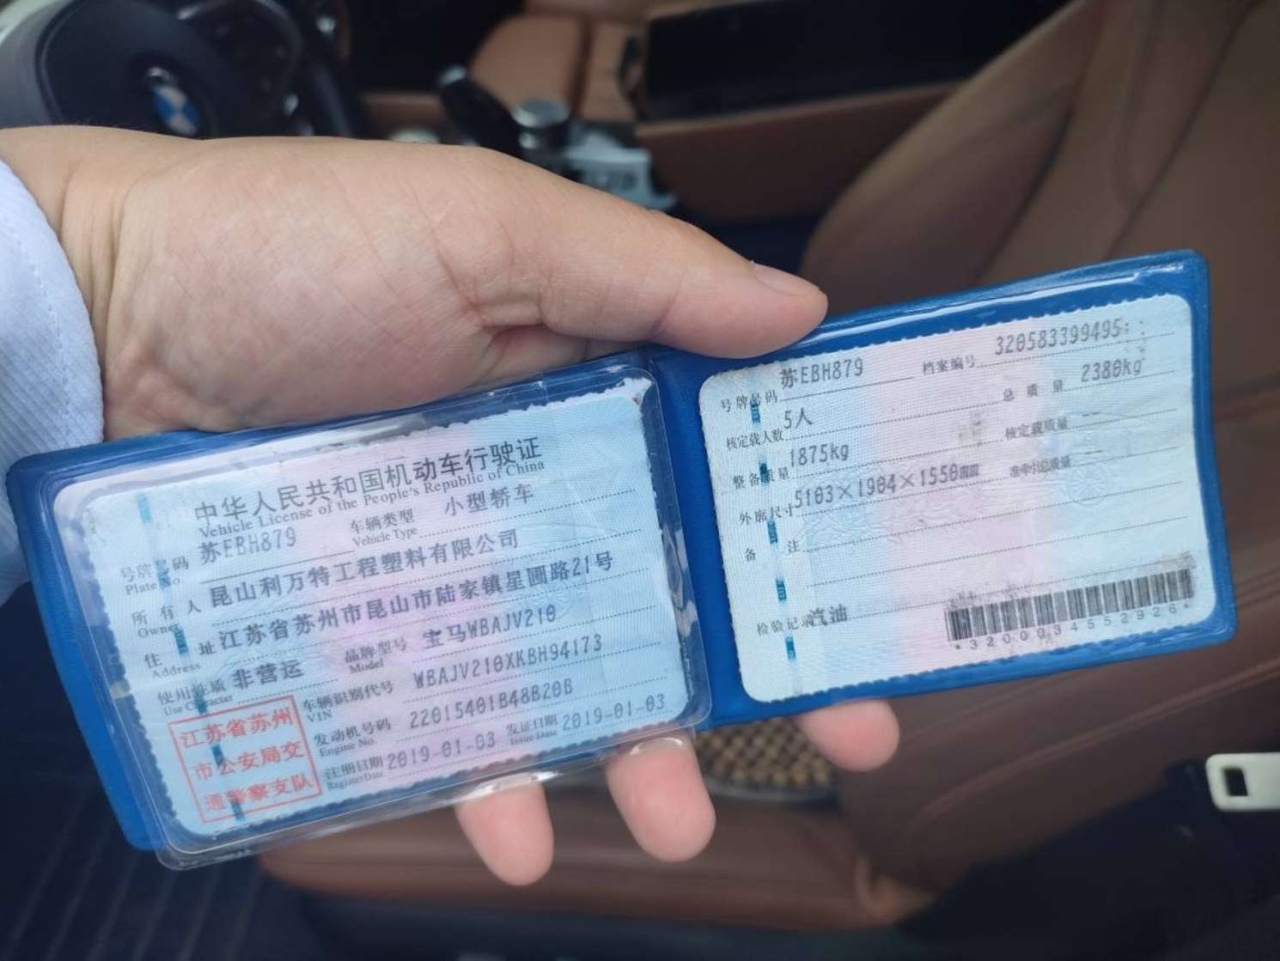 中华人民共和国机动车行驶证
Vehicle License of the People's Republic of China
号牌号码 苏EBH879 车辆类型 小型轿车
Plate No. Vehicle Type
所有人 昆山利万特工程塑料有限公司
Owner
住址 江苏省苏州市昆山市陆家镇星圃路21号
Address
使用性质 非营运 品牌型号 宝马WBAJV210
Use Character Model
车辆识别代号 WBAJV210XKBH94173
VIN
发动机号码 22015401B48B20B
Engine No.
注册日期 2019-01-03 发证日期 2019-01-03
Register Date Issue Date
江苏省苏州
市公安局交
通警察支队
号牌号码 苏EBH879 档案编号 320583399495
核定载人数 5人 总质量 2380kg
整备质量 1875kg 核定载质量 --
外廓尺寸 5103×1904×1550 准牵引总质量 --
备注
检验记录 汽油
*3200034552926*